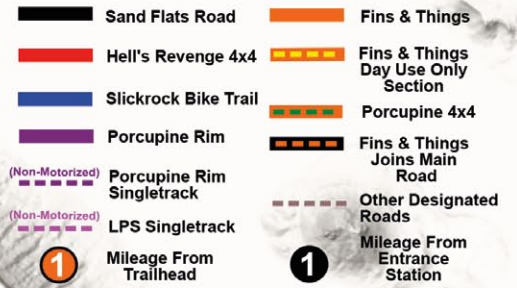 Sand Flats Road
Hell's Revenge 4x4
Slickrock Bike Trail
Porcupine Rim
(Non-Motorized)
Porcupine Rim
Singletrack
(Non-Motorized)
LPS Singletrack
1
Mileage From
Trailhead
Fins & Things
Fins & Things
Day Use Only
Section
Porcupine 4x4
Fins & Things
Joins Main
Road
Other Designated
Roads
1
Mileage From
Entrance
Station